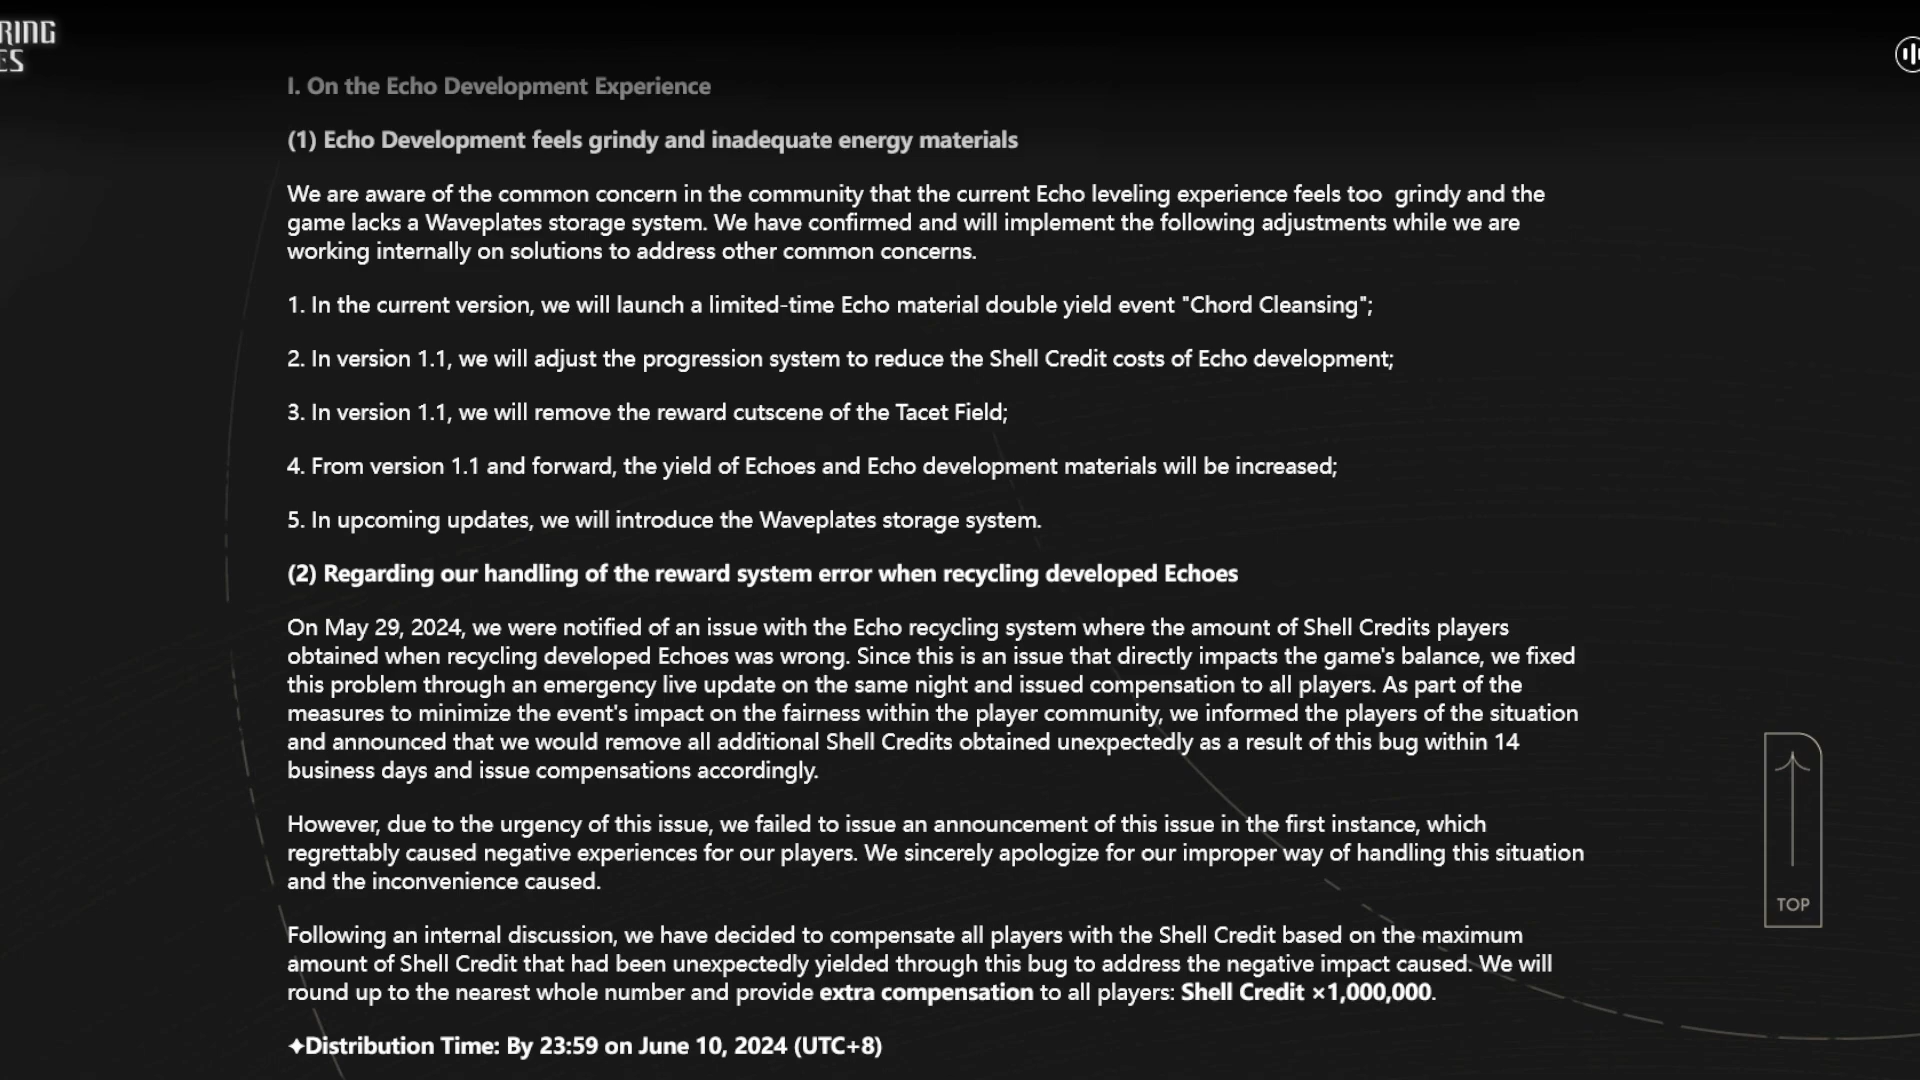 RING
ES
I. On the Echo Development Experience
(1) Echo Development feels grindy and inadequate energy materials
We are aware of the common concern in the community that the current Echo leveling experience feels too  grindy and the
game lacks a Waveplates storage system. We have confirmed and will implement the following adjustments while we are
working internally on solutions to address other common concerns.
1. In the current version, we will launch a limited-time Echo material double yield event "Chord Cleansing";
2. In version 1.1, we will adjust the progression system to reduce the Shell Credit costs of Echo development;
3. In version 1.1, we will remove the reward cutscene of the Tacet Field;
4. From version 1.1 and forward, the yield of Echoes and Echo development materials will be increased;
5. In upcoming updates, we will introduce the Waveplates storage system.
(2) Regarding our handling of the reward system error when recycling developed Echoes
On May 29, 2024, we were notified of an issue with the Echo recycling system where the amount of Shell Credits players
obtained when recycling developed Echoes was wrong. Since this is an issue that directly impacts the game's balance, we fixed
this problem through an emergency live update on the same night and issued compensation to all players. As part of the
measures to minimize the event's impact on the fairness within the player community, we informed the players of the situation
and announced that we would remove all additional Shell Credits obtained unexpectedly as a result of this bug within 14
business days and issue compensations accordingly.
However, due to the urgency of this issue, we failed to issue an announcement of this issue in the first instance, which
regrettably caused negative experiences for our players. We sincerely apologize for our improper way of handling this situation
and the inconvenience caused.
Following an internal discussion, we have decided to compensate all players with the Shell Credit based on the maximum
amount of Shell Credit that had been unexpectedly yielded through this bug to address the negative impact caused. We will
round up to the nearest whole number and provide extra compensation to all players: Shell Credit ×1,000,000.
✦Distribution Time: By 23:59 on June 10, 2024 (UTC+8)
TOP